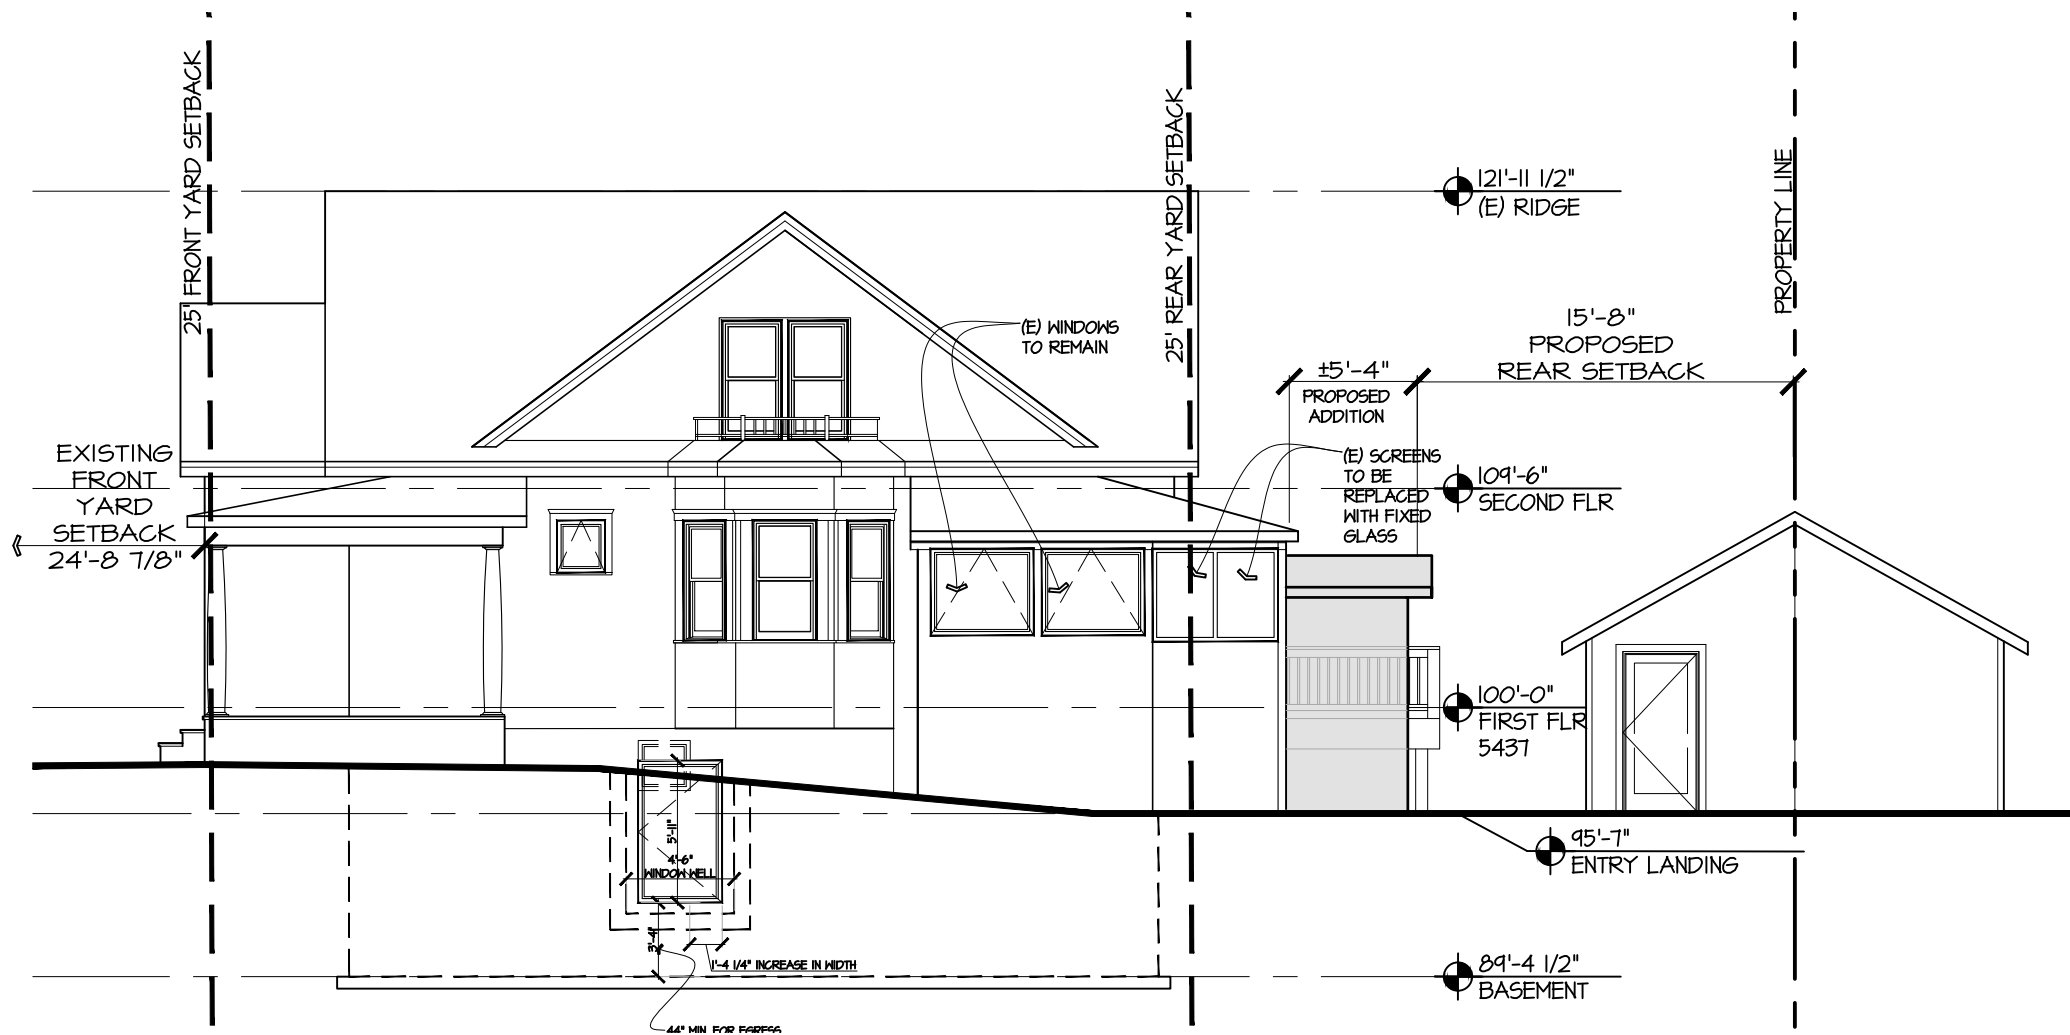 25' FRONT YARD SETBACK
25' REAR YARD SETBACK
PROPERTY LINE
121'-11 1/2"
(E) RIDGE
(E) WINDOWS
TO REMAIN
15'-8"
PROPOSED
REAR SETBACK
±5'-4"
PROPOSED
ADDITION
EXISTING
FRONT
YARD
SETBACK
24'-8 7/8"
(E) SCREENS
TO BE
REPLACED
WITH FIXED
GLASS
109'-6"
SECOND FLR
100'-0"
FIRST FLR
5437
5'-11"
4'-6"
WINDOW WELL
95'-7"
ENTRY LANDING
3'-4"
1'-4 1/4" INCREASE IN WIDTH
89'-4 1/2"
BASEMENT
44" MIN. FOR EGRESS